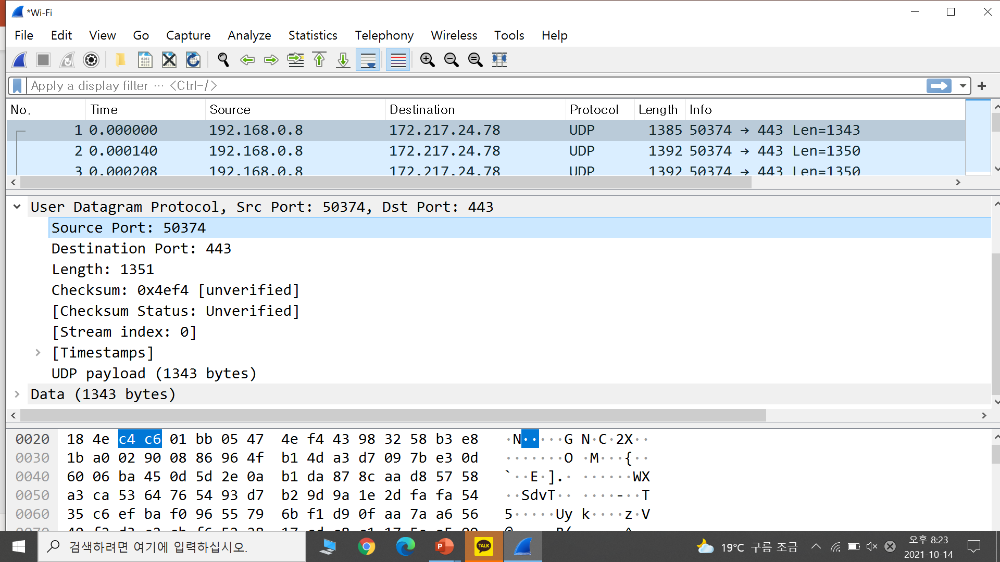 *Wi-Fi
File Edit View Go Capture Analyze Statistics Telephony Wireless Tools Help
Apply a display filter ··· <Ctrl-/>
No. Time Source Destination Protocol Length Info
1 0.000000 192.168.0.8 172.217.24.78 UDP 1385 50374 → 443 Len=1343
2 0.000140 192.168.0.8 172.217.24.78 UDP 1392 50374 → 443 Len=1350
3 0.000208 192.168.0.8 172.217.24.78 UDP 1392 50374 → 443 Len=1350
User Datagram Protocol, Src Port: 50374, Dst Port: 443
Source Port: 50374
Destination Port: 443
Length: 1351
Checksum: 0x4ef4 [unverified]
[Checksum Status: Unverified]
[Stream index: 0]
[Timestamps]
UDP payload (1343 bytes)
Data (1343 bytes)
0020 18 4e c4 c6 01 bb 05 47 4e f4 43 98 32 58 b3 e8 ·N·····G N·C·2X··
0030 1b a0 02 90 08 86 96 4f b1 4d a3 d7 09 7b e3 0d ·······O ·M···{··
0040 60 06 ba 45 0d 5d 2e 0a b1 da 87 8c aa d8 57 58 `··E·].· ······WX
0050 a3 ca 53 64 76 54 93 d7 b2 9d 9a 1e 2d fa fa 54 ··SdvT·· ····-··T
0060 35 c6 ef ba f0 96 55 79 6b f1 d9 0f aa 7a a6 56 5·····Uy k····z·V
검색하려면 여기에 입력하십시오.
P
TALK
19°C 구름 조금
오후 8:23
2021-10-14